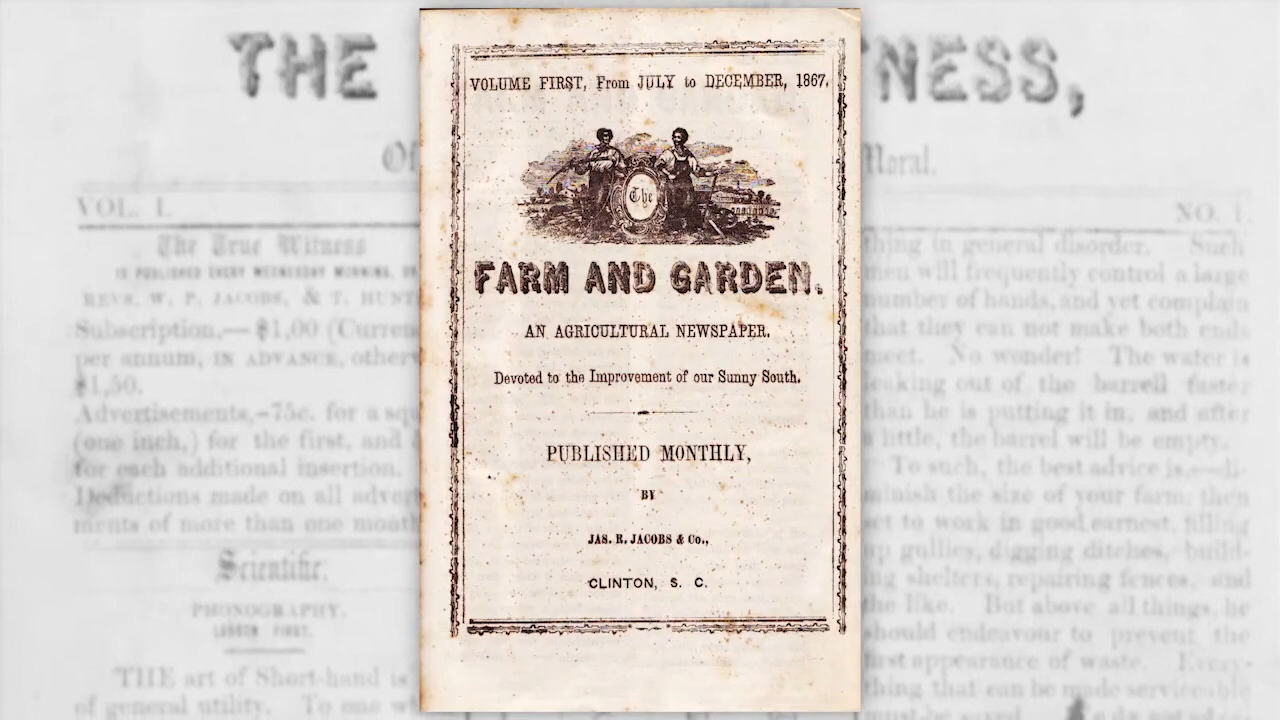 VOLUME FIRST, From JULY to DECEMBER, 1867.
The
FARM AND GARDEN.
AN AGRICULTURAL NEWSPAPER.
Devoted to the Improvement of our Sunny South.
PUBLISHED MONTHLY,
BY
JAS. R. JACOBS & Co.,
CLINTON, S. C.
THE
NESS,
Moral.
VOL. I.
NO. 1.
The True Witness
IS PUBLISHED EVERY WEDNESDAY MORNING,
REVS. W. P. JACOBS, & T. HUNT
Subscription,— $1,00 (Curren
per annum, IN ADVANCE, otherw
$1,50.
Advertisements,–75c. for a squ
(one inch,) for the first, and
for each additional insertion.
Deductions made on all advert
ments of more than one month
Scientific.
PHONOGRAPHY.
LESSON FIRST.
THE art of Short-hand is
of general utility. To one w
thing in general disorder. Such
men will frequently control a large
number of hands, and yet complain
that they can not make both ends
meet. No wonder! The water is
leaking out of the barrell faster
than he is putting it in, and after
a little, the barrel will be empty.
To such, the best advice is,—di-
minish the size of your farm; then
set to work in good earnest, filling
up gullies, digging ditches, build-
ing shelters, repairing fences, and
the like. But above all things, he
should endeavour to prevent the
first appearance of waste. Every-
thing that can be made serviceable
must be saved.